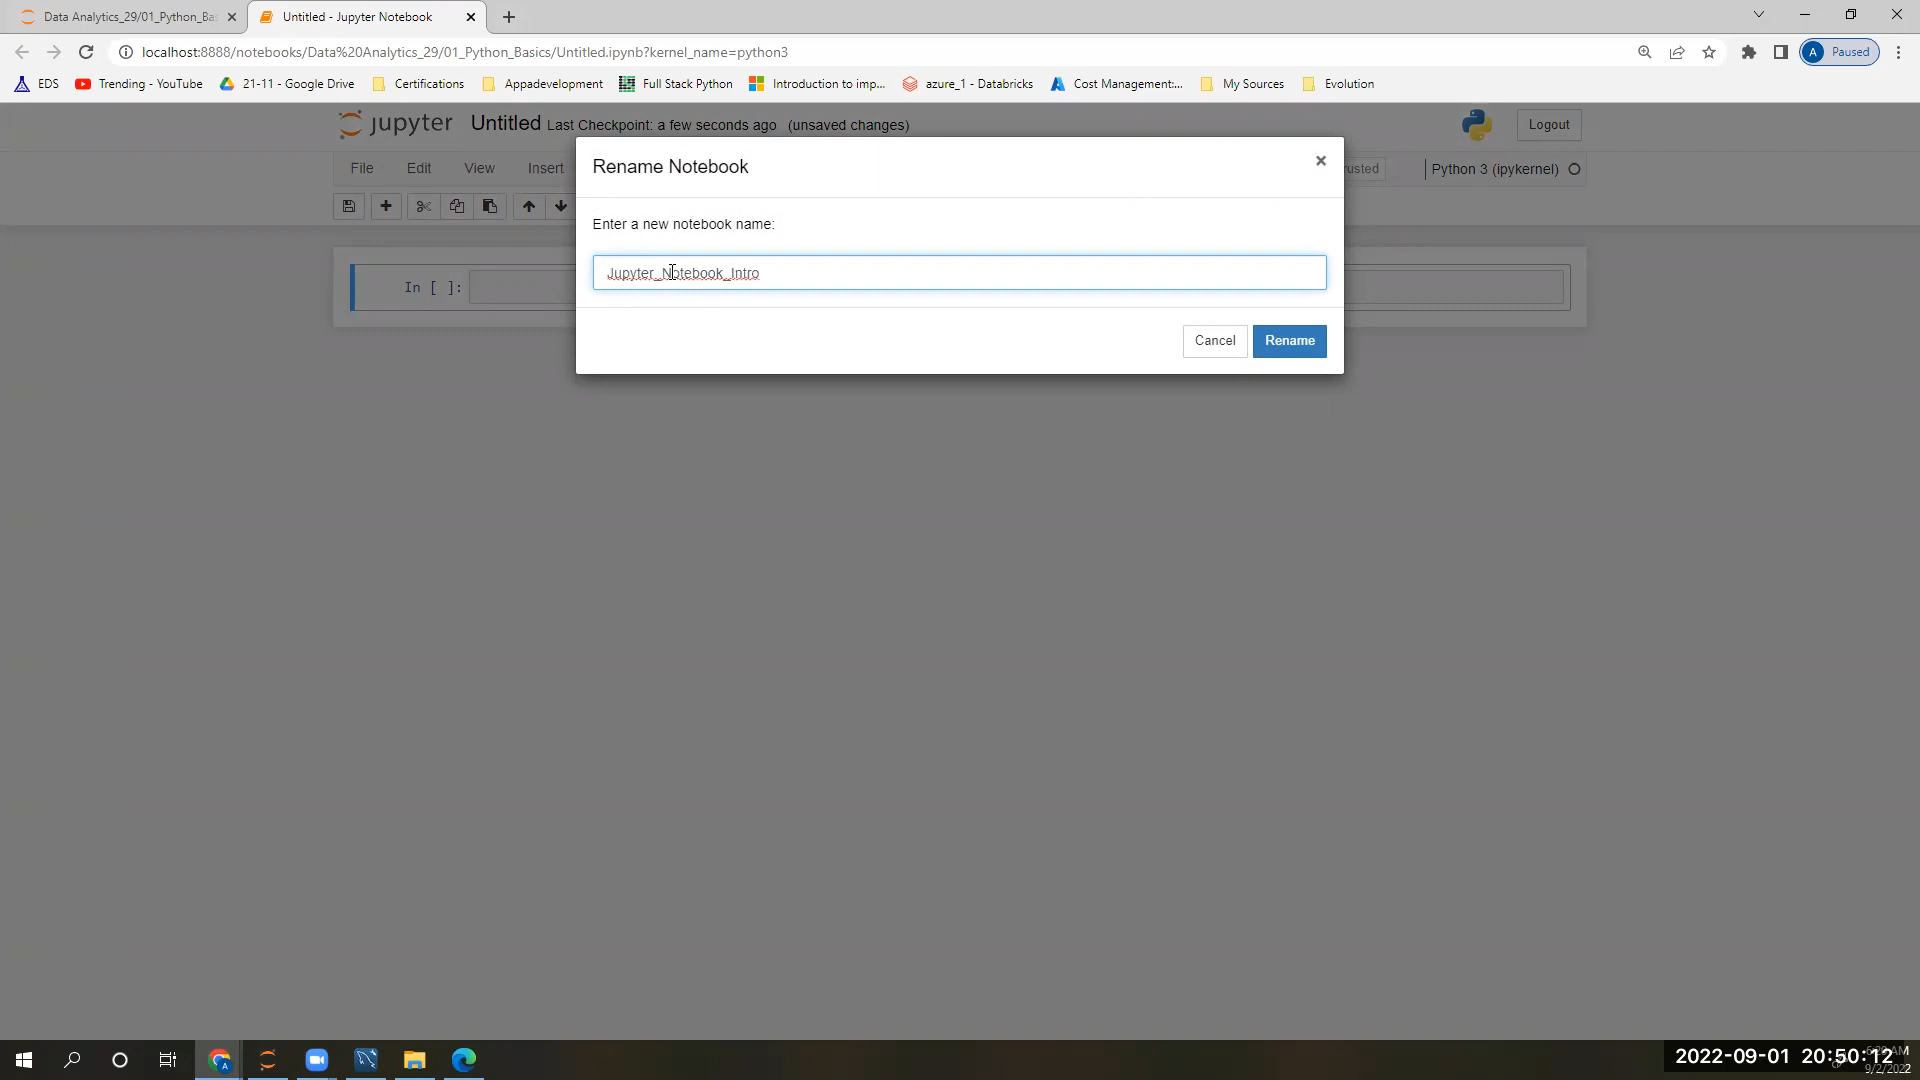 Data Analytics_29/01_Python_Bas
Untitled - Jupyter Notebook
localhost:8888/notebooks/Data%20Analytics_29/01_Python_Basics/Untitled.ipynb?kernel_name=python3
A Paused
EDS Trending - YouTube 21-11 - Google Drive Certifications Appadevelopment Full Stack Python Introduction to imp... azure_1 - Databricks Cost Management:... My Sources Evolution
jupyter Untitled Last Checkpoint: a few seconds ago (unsaved changes) Logout
File Edit View Insert rusted Python 3 (ipykernel)
Rename Notebook
Enter a new notebook name:
Jupyter_Notebook_Intro
In [ ]:
Cancel Rename
2022-09-01 20:50:12